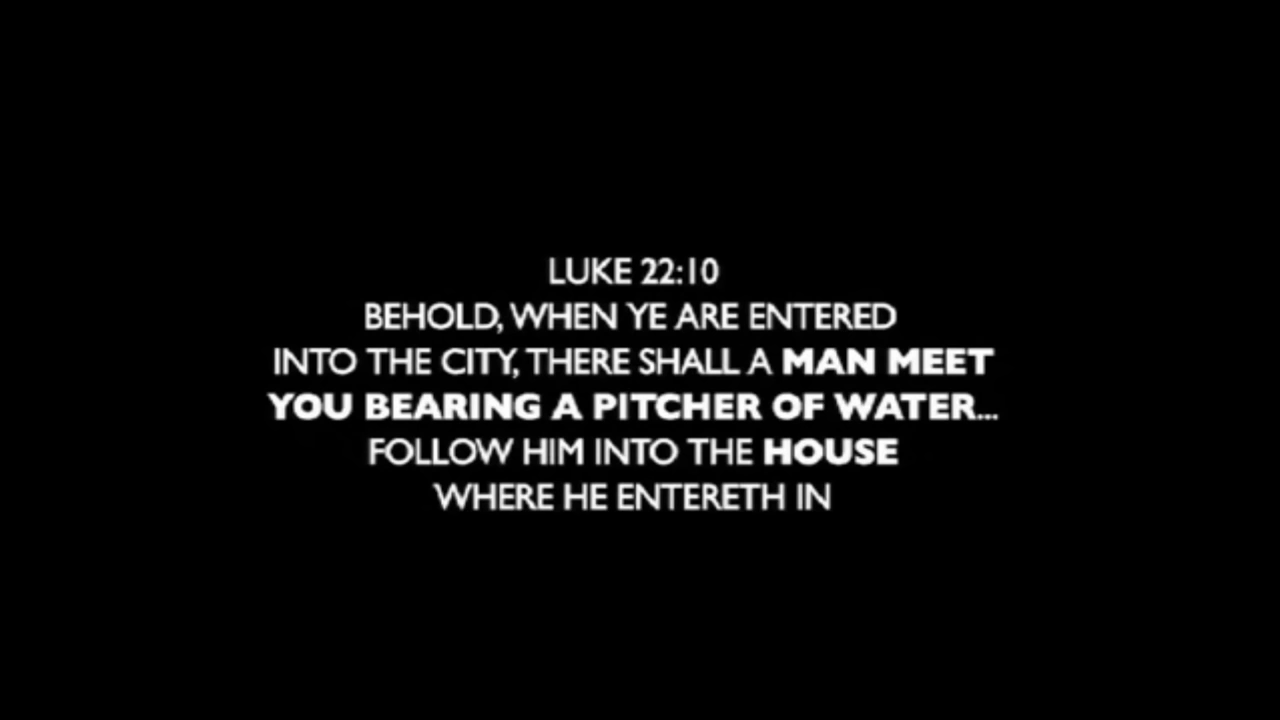 LUKE 22:10
BEHOLD, WHEN YE ARE ENTERED
INTO THE CITY, THERE SHALL A MAN MEET
YOU BEARING A PITCHER OF WATER...
FOLLOW HIM INTO THE HOUSE
WHERE HE ENTERETH IN